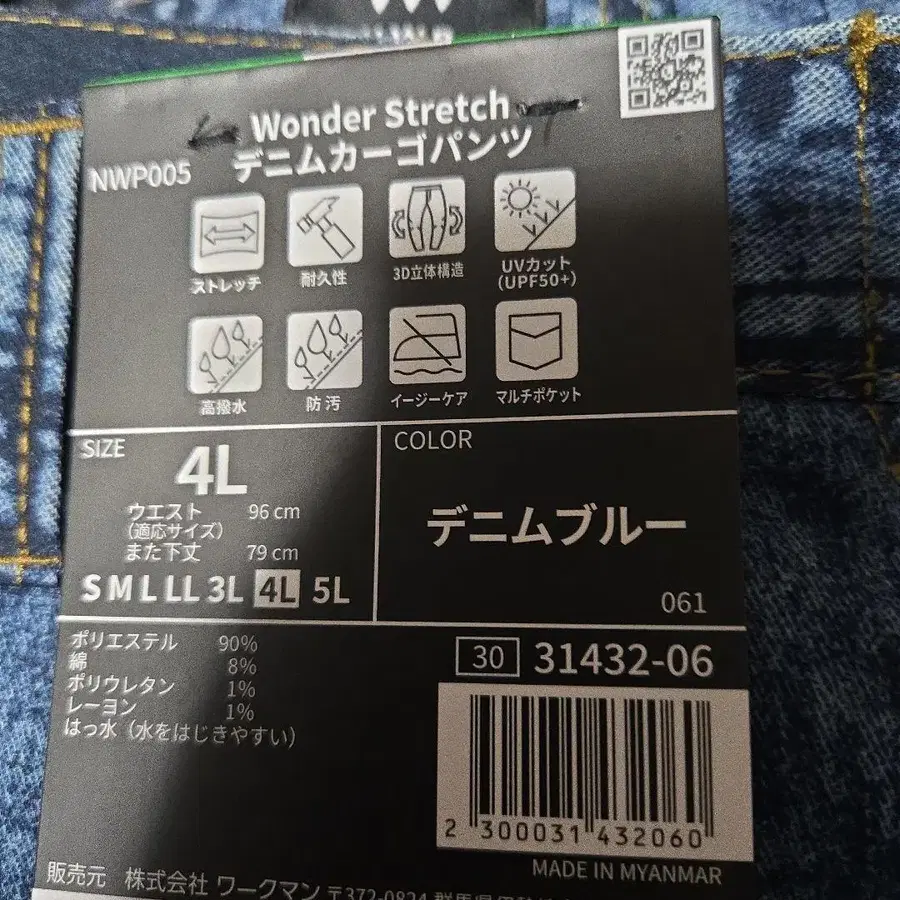 Wonder Stretch
デニムカーゴパンツ
NWP005
ストレッチ
耐久性
3D立体構造
UVカット
(UPF50+)
高撥水
防汚
イージーケア
マルチポケット
SIZE
4L
ウエスト 96 cm
(適応サイズ)
また下丈 79 cm
S M L LL 3L 4L 5L
COLOR
デニムブルー
061
ポリエステル 90%
綿 8%
ポリウレタン 1%
レーヨン 1%
はっ水（水をはじきやすい）
30 31432-06
2 300031 432060
MADE IN MYANMAR
販売元 株式会社 ワークマン 〒372-0824 群馬県